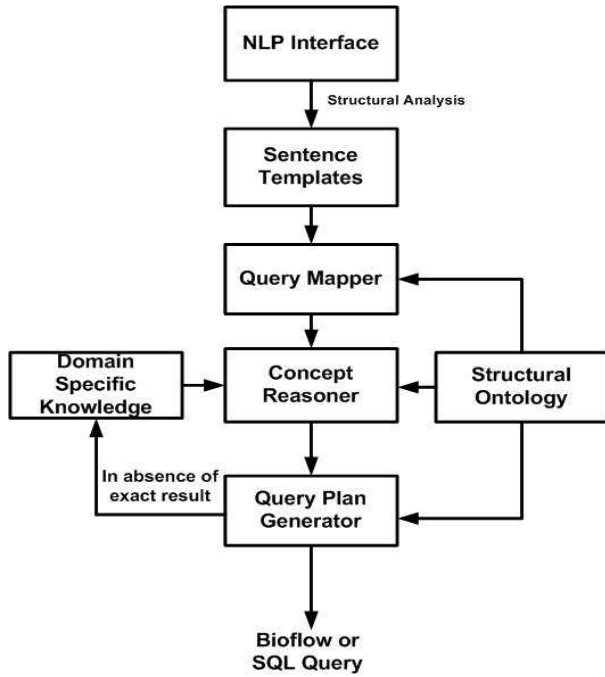 NLP Interface
Structural Analysis
Sentence
Templates
Query Mapper
Domain
Specific
Knowledge
Concept
Reasoner
Structural
Ontology
In absence of
exact result
Query Plan
Generator
Bioflow or
SQL Query